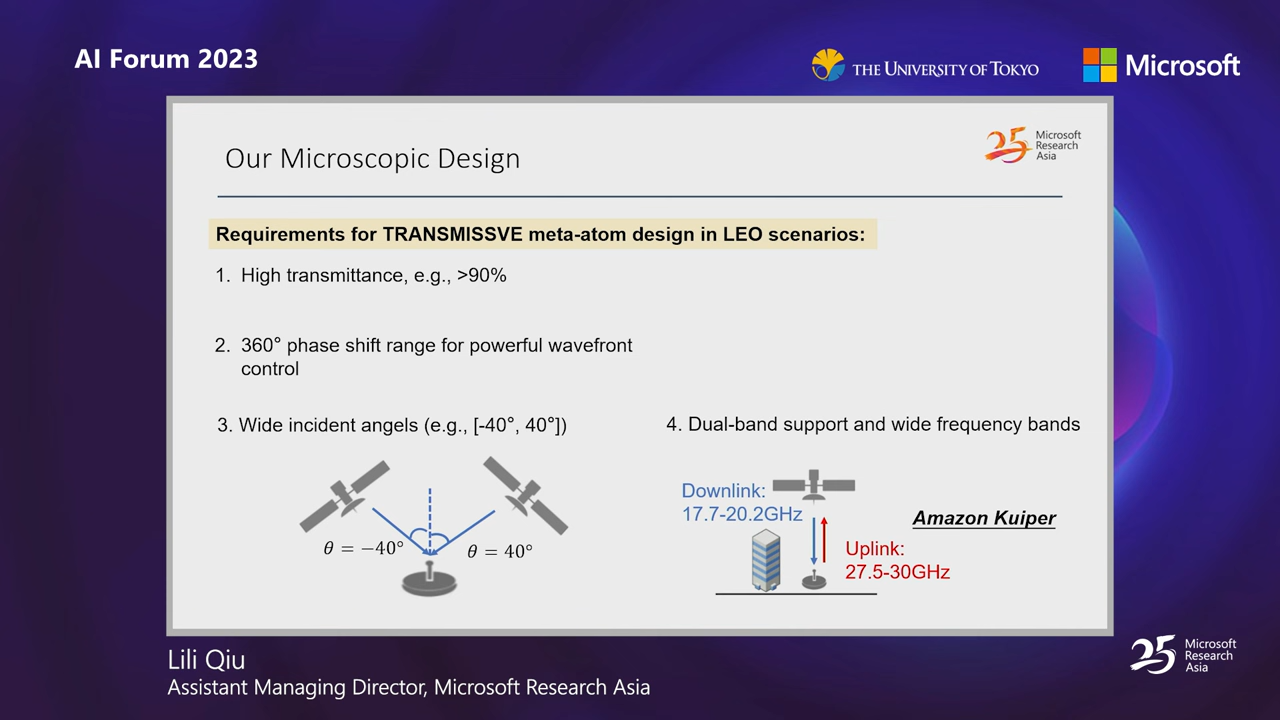 AI Forum 2023
THE UNIVERSITY OF TOKYO
Microsoft
Our Microscopic Design
25
Microsoft
Research
Asia
Requirements for TRANSMISSVE meta-atom design in LEO scenarios:
1. High transmittance, e.g., >90%
2. 360° phase shift range for powerful wavefront
control
3. Wide incident angels (e.g., [-40°, 40°])
θ = −40°
θ = 40°
4. Dual-band support and wide frequency bands
Downlink:
17.7-20.2GHz
Amazon Kuiper
Uplink:
27.5-30GHz
Lili Qiu
Assistant Managing Director, Microsoft Research Asia
25
Microsoft
Research
Asia